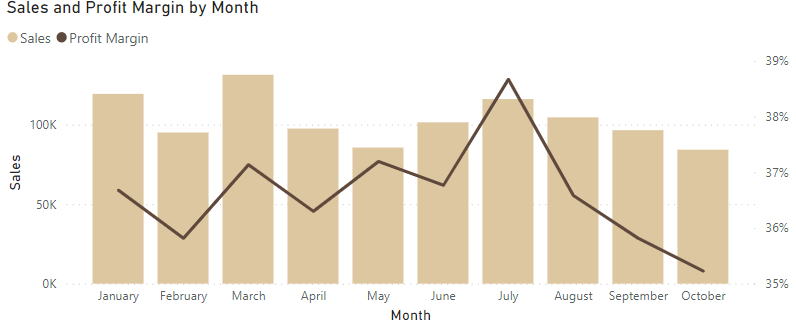 Sales and Profit Margin by Month
Sales Profit Margin
39%
100K 38%
Sales 37%
50K
36%
0K 35%
January February March April May June July August September October
Month